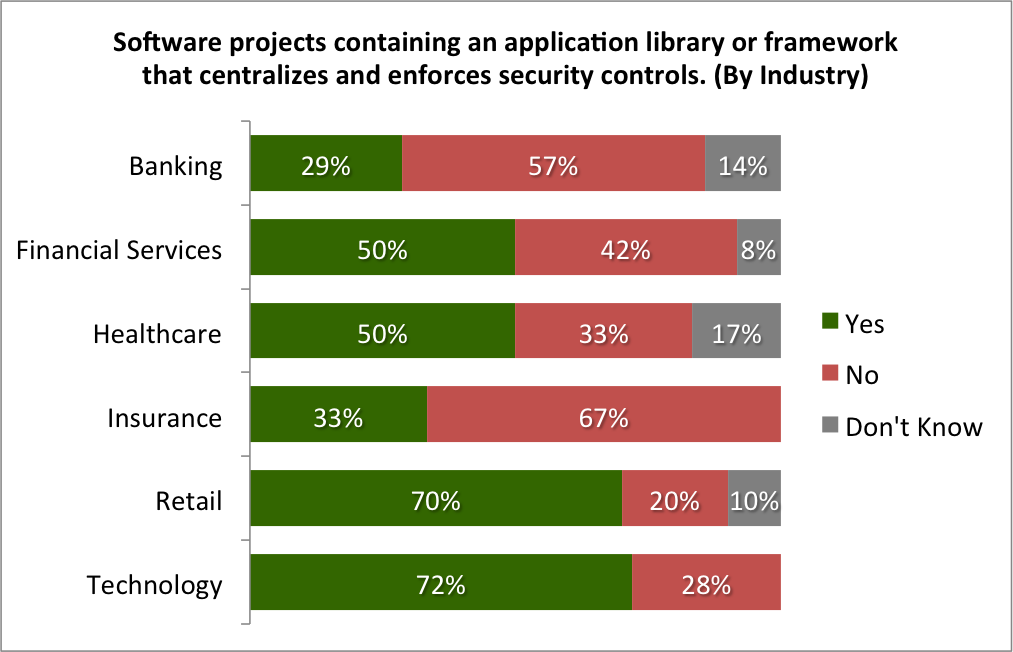 Software projects containing an application library or framework
that centralizes and enforces security controls. (By Industry)
Banking 29% 57% 14%
Financial Services 50% 42% 8%
Healthcare 50% 33% 17%
Insurance 33% 67%
Retail 70% 20% 10%
Technology 72% 28%
Yes
No
Don't Know